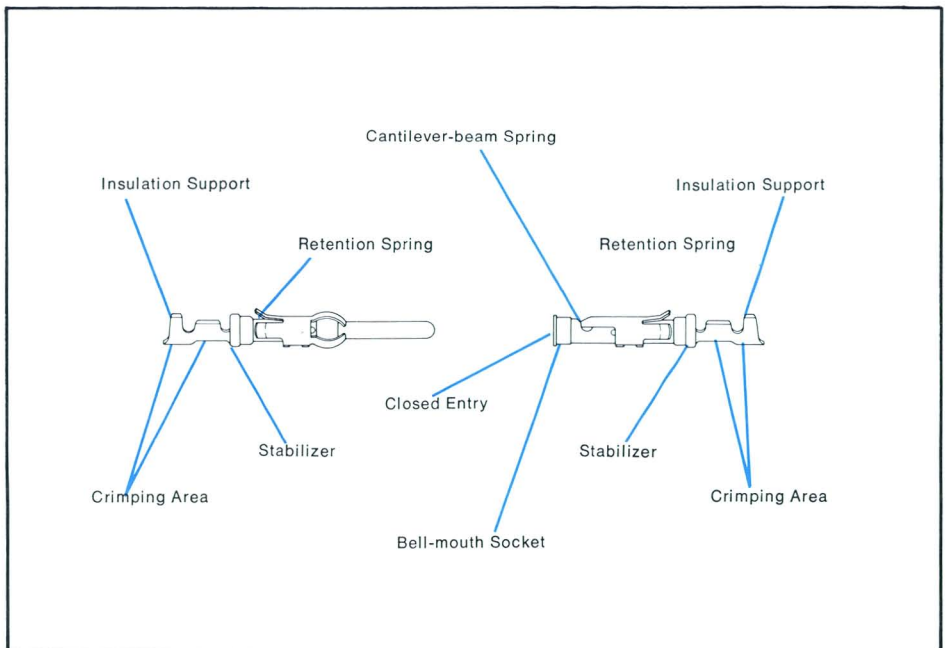 Cantilever-beam Spring
Insulation Support
Insulation Support
Retention Spring
Retention Spring
Closed Entry
Stabilizer
Stabilizer
Crimping Area
Crimping Area
Bell-mouth Socket